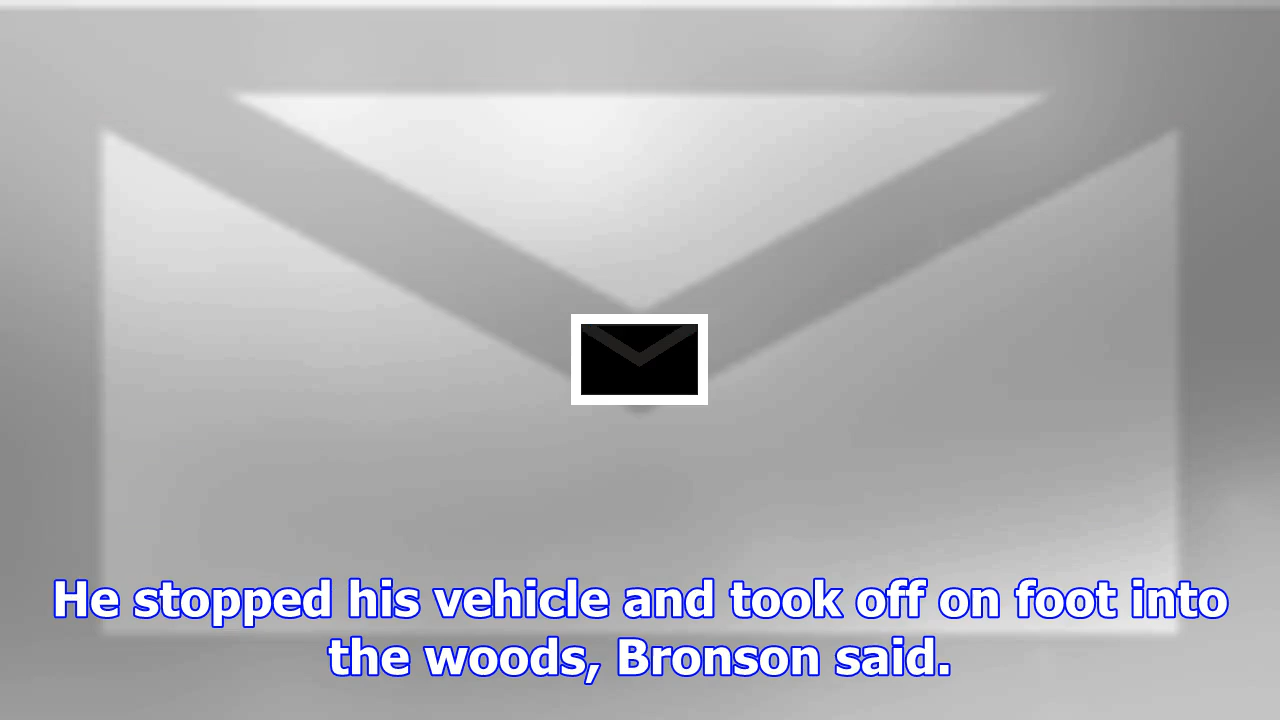 He stopped his vehicle and took off on foot into
the woods, Bronson said.